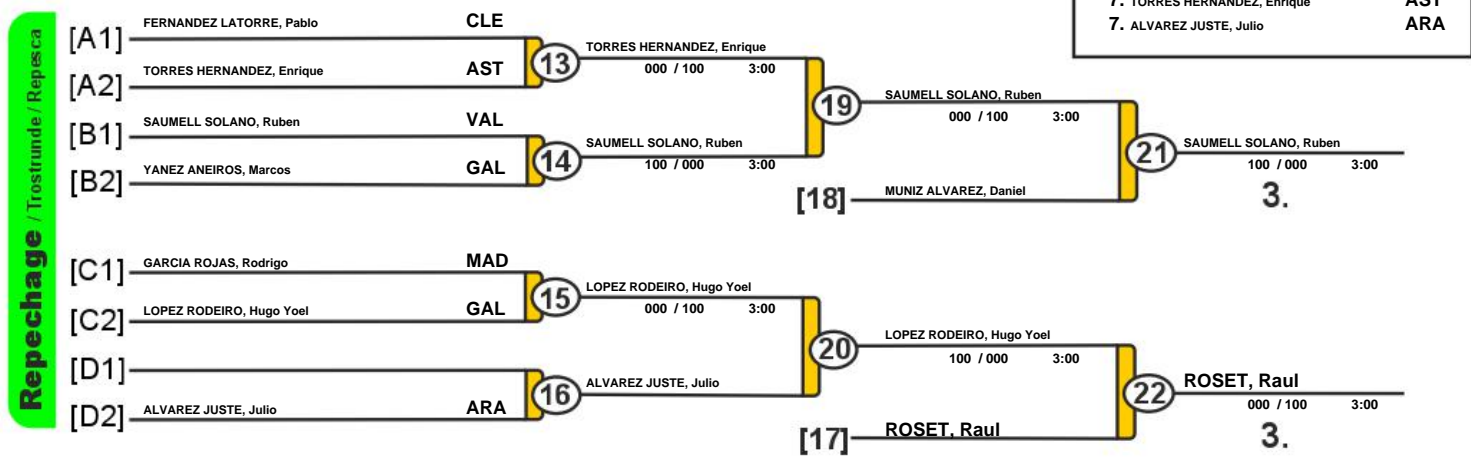 7. TORRES HERNANDEZ, Enrique AST
7. ALVAREZ JUSTE, Julio ARA
Repechage / Trostrunde / Repesca
[A1] FERNANDEZ LATORRE, Pablo CLE
[A2] TORRES HERNANDEZ, Enrique AST
13 TORRES HERNANDEZ, Enrique
000 / 100 3:00
[B1] SAUMELL SOLANO, Ruben VAL
[B2] YANEZ ANEIROS, Marcos GAL
14 SAUMELL SOLANO, Ruben
100 / 000 3:00
19 SAUMELL SOLANO, Ruben
000 / 100 3:00
[18] MUNIZ ALVAREZ, Daniel
21 SAUMELL SOLANO, Ruben
100 / 000 3:00
3.
[C1] GARCIA ROJAS, Rodrigo MAD
[C2] LOPEZ RODEIRO, Hugo Yoel GAL
15 LOPEZ RODEIRO, Hugo Yoel
000 / 100 3:00
[D1]
[D2] ALVAREZ JUSTE, Julio ARA
16 ALVAREZ JUSTE, Julio
20 LOPEZ RODEIRO, Hugo Yoel
100 / 000 3:00
[17] ROSET, Raul
22 ROSET, Raul
000 / 100 3:00
3.